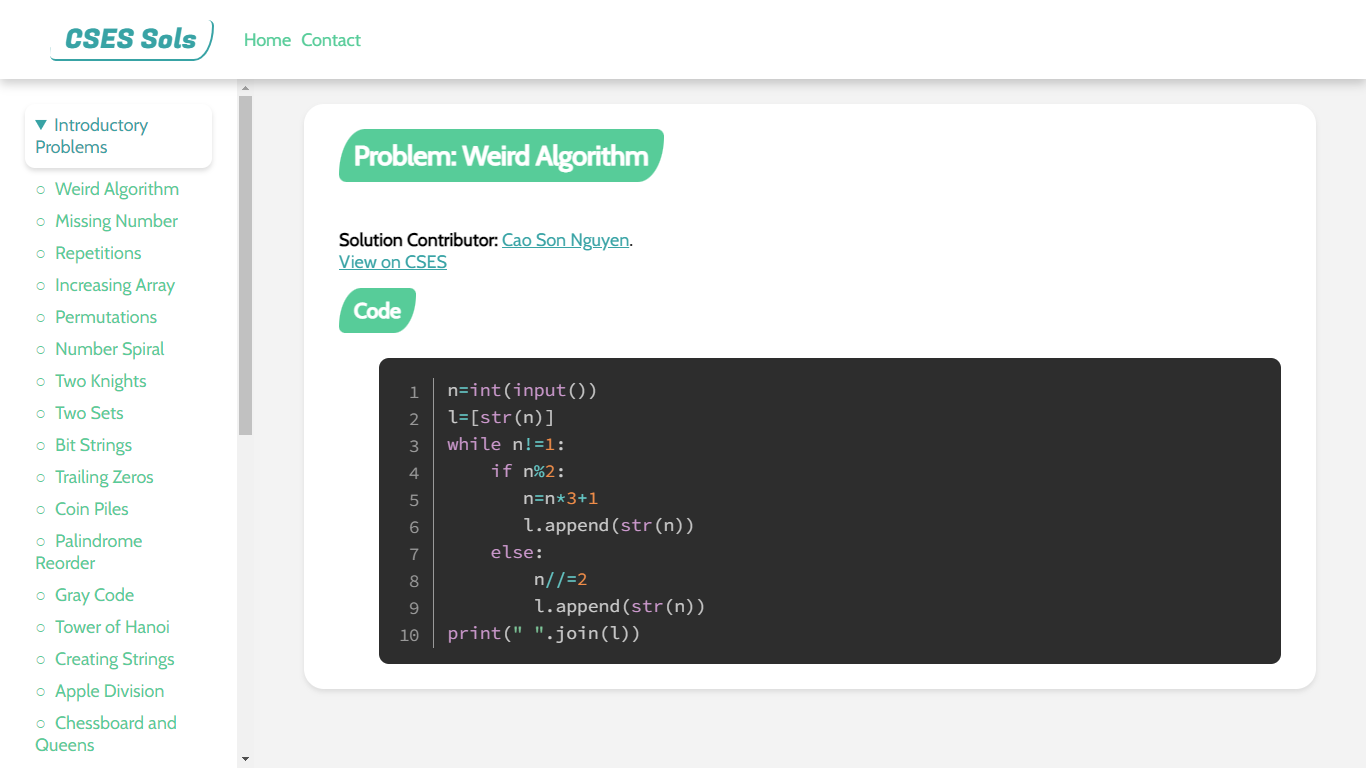 CSES Sols
Home Contact
▼ Introductory
Problems
○ Weird Algorithm
○ Missing Number
○ Repetitions
○ Increasing Array
○ Permutations
○ Number Spiral
○ Two Knights
○ Two Sets
○ Bit Strings
○ Trailing Zeros
○ Coin Piles
○ Palindrome
Reorder
○ Gray Code
○ Tower of Hanoi
○ Creating Strings
○ Apple Division
○ Chessboard and
Queens
Problem: Weird Algorithm
Solution Contributor: Cao Son Nguyen.
View on CSES
Code
1 n=int(input())
2 l=[str(n)]
3 while n!=1:
4     if n%2:
5        n=n*3+1
6        l.append(str(n))
7     else:
8         n//=2
9         l.append(str(n))
10 print(" ".join(l))